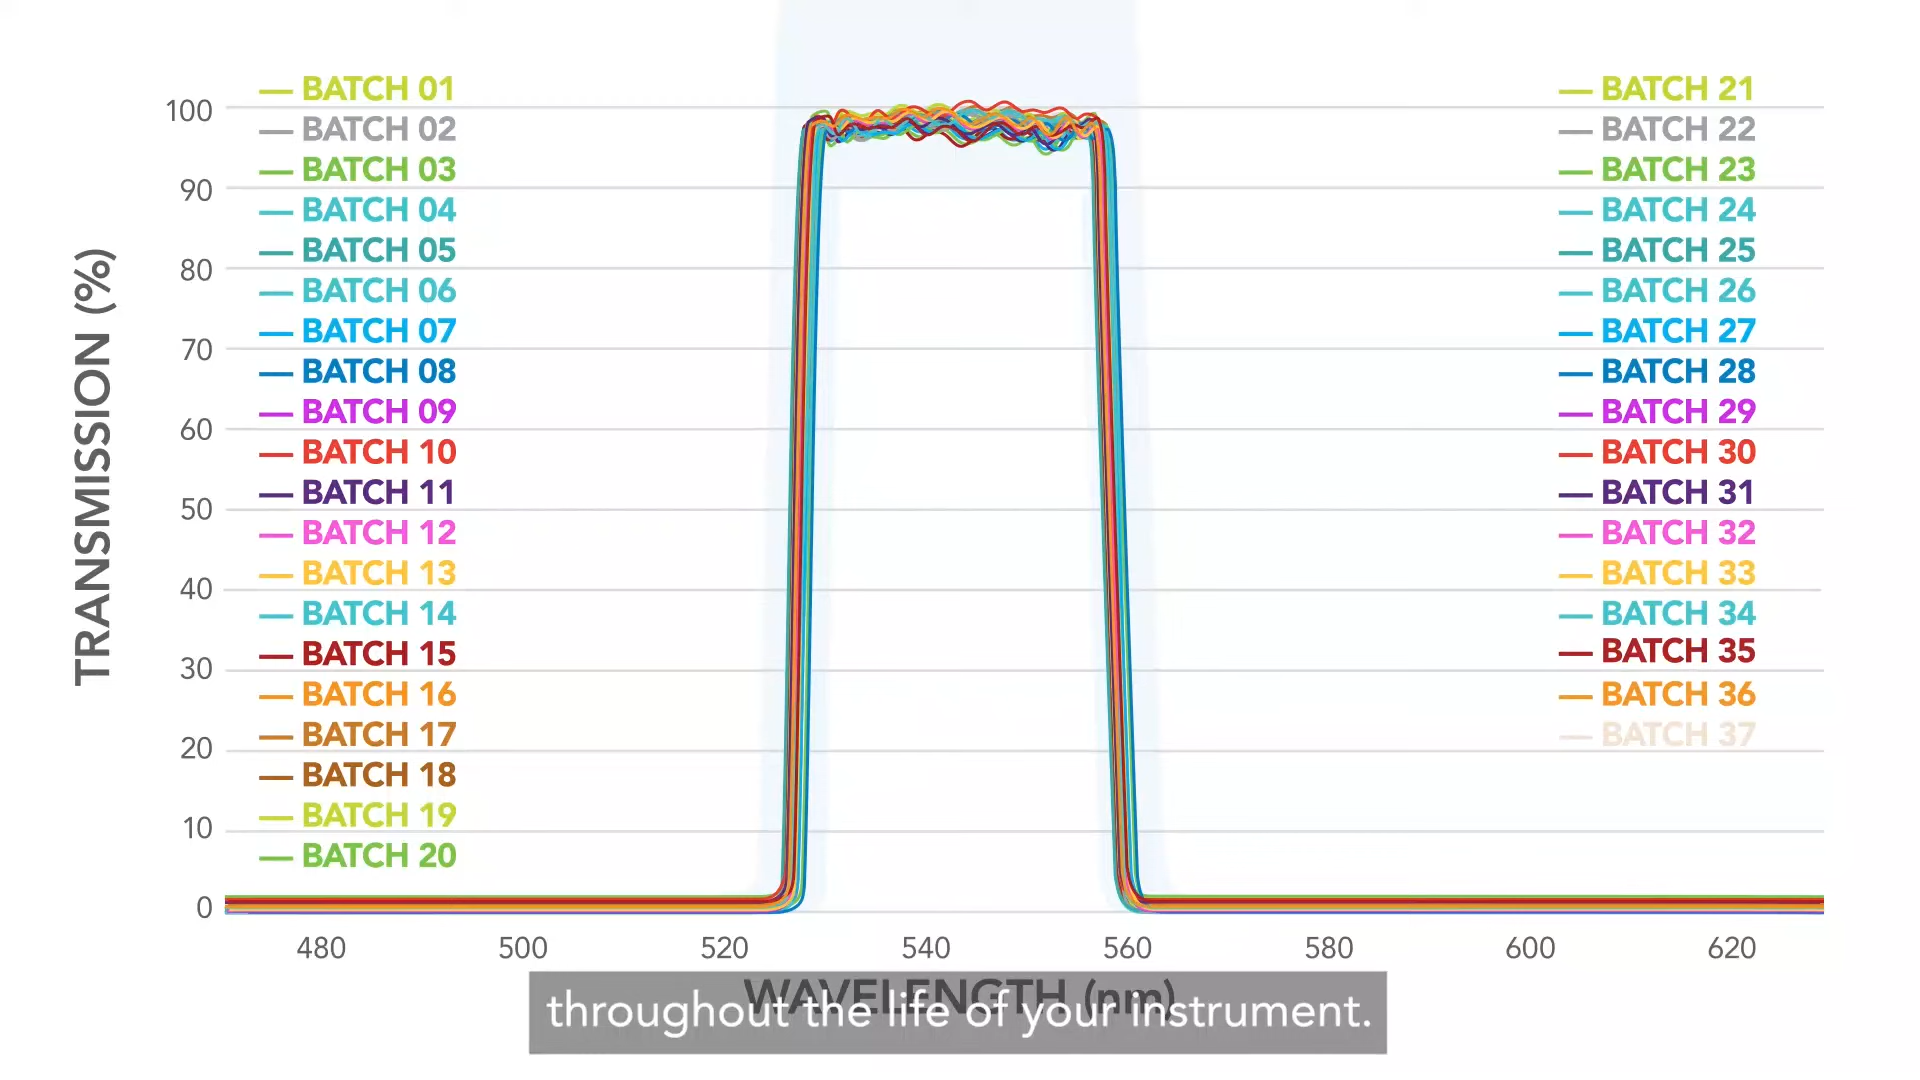 BATCH 01
BATCH 02
BATCH 03
BATCH 04
BATCH 05
BATCH 06
BATCH 07
BATCH 08
BATCH 09
BATCH 10
BATCH 11
BATCH 12
BATCH 13
BATCH 14
BATCH 15
BATCH 16
BATCH 17
BATCH 18
BATCH 19
BATCH 20
BATCH 21
BATCH 22
BATCH 23
BATCH 24
BATCH 25
BATCH 26
BATCH 27
BATCH 28
BATCH 29
BATCH 30
BATCH 31
BATCH 32
BATCH 33
BATCH 34
BATCH 35
BATCH 36
BATCH 37
TRANSMISSION (%)
100
90
80
70
60
50
40
30
20
10
0
480 500 520 540 560 580 600 620
WAVELENGTH (nm)
throughout the life of your instrument.